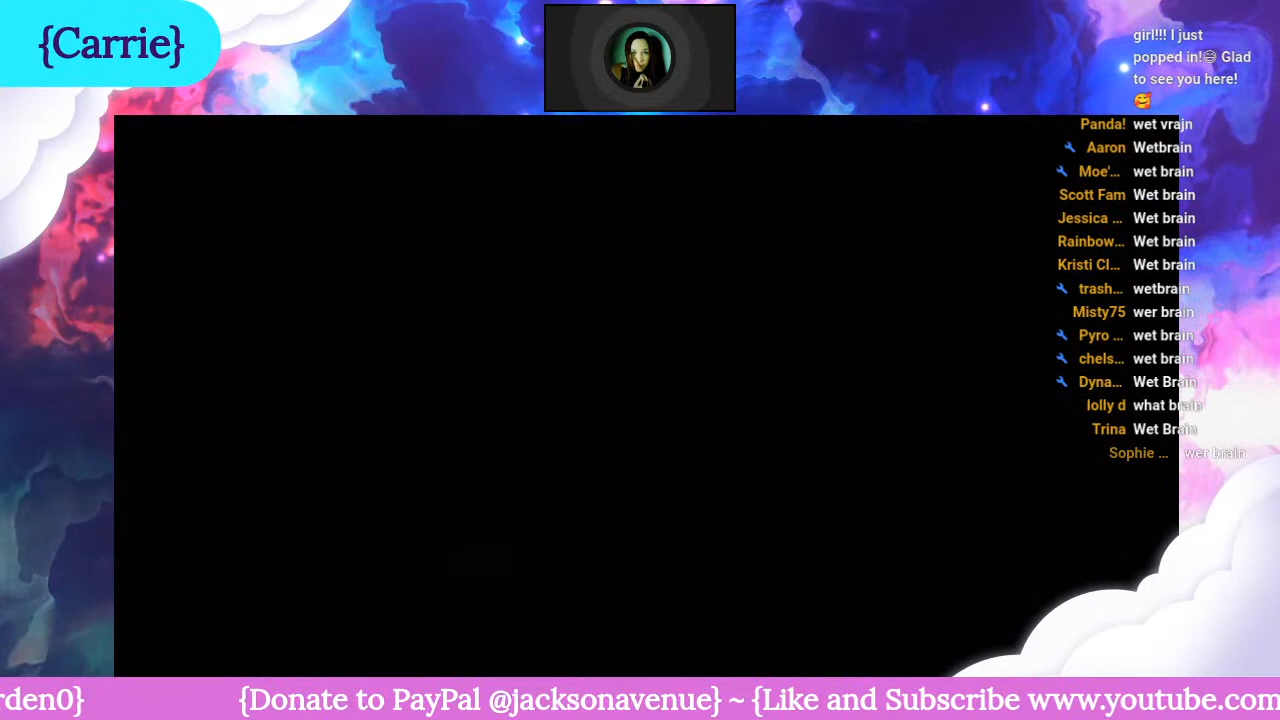 {Carrie}
girl!!! I just
popped in!😅 Glad
to see you here!
🥰
Panda! wet vrajn
Aaron Wetbrain
Moe'... wet brain
Scott Fam Wet brain
Jessica ... Wet brain
Rainbow... Wet brain
Kristi Cl... Wet brain
trash... wetbrain
Misty75 wer brain
Pyro ... wet brain
chels... wet brain
Dyna... Wet Brain
lolly d what brain
Trina Wet Brain
Sophie ... wer brain
rden0} {Donate to PayPal @jacksonavenue} ~ {Like and Subscribe www.youtube.com